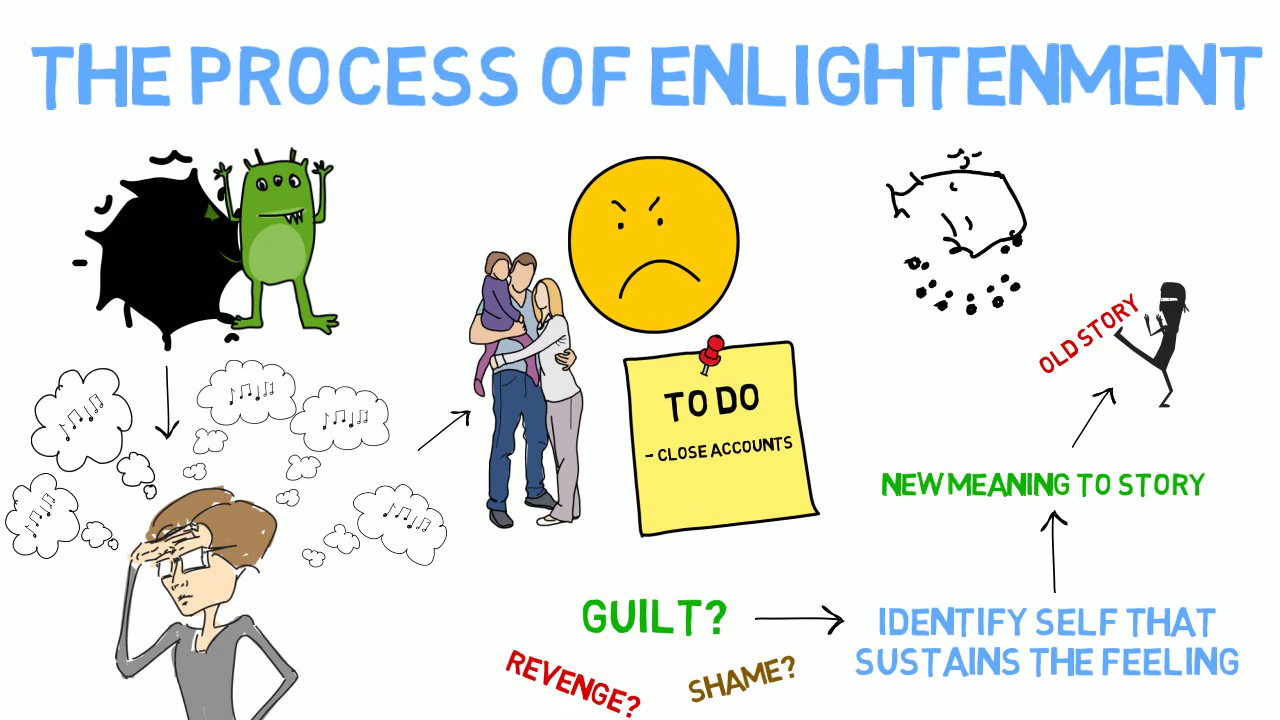 THE PROCESS OF ENLIGHTENMENT
OLD STORY
TO DO
- CLOSE ACCOUNTS
NEW MEANING TO STORY
GUILT?
IDENTIFY SELF THAT
SUSTAINS THE FEELING
REVENGE?
SHAME?